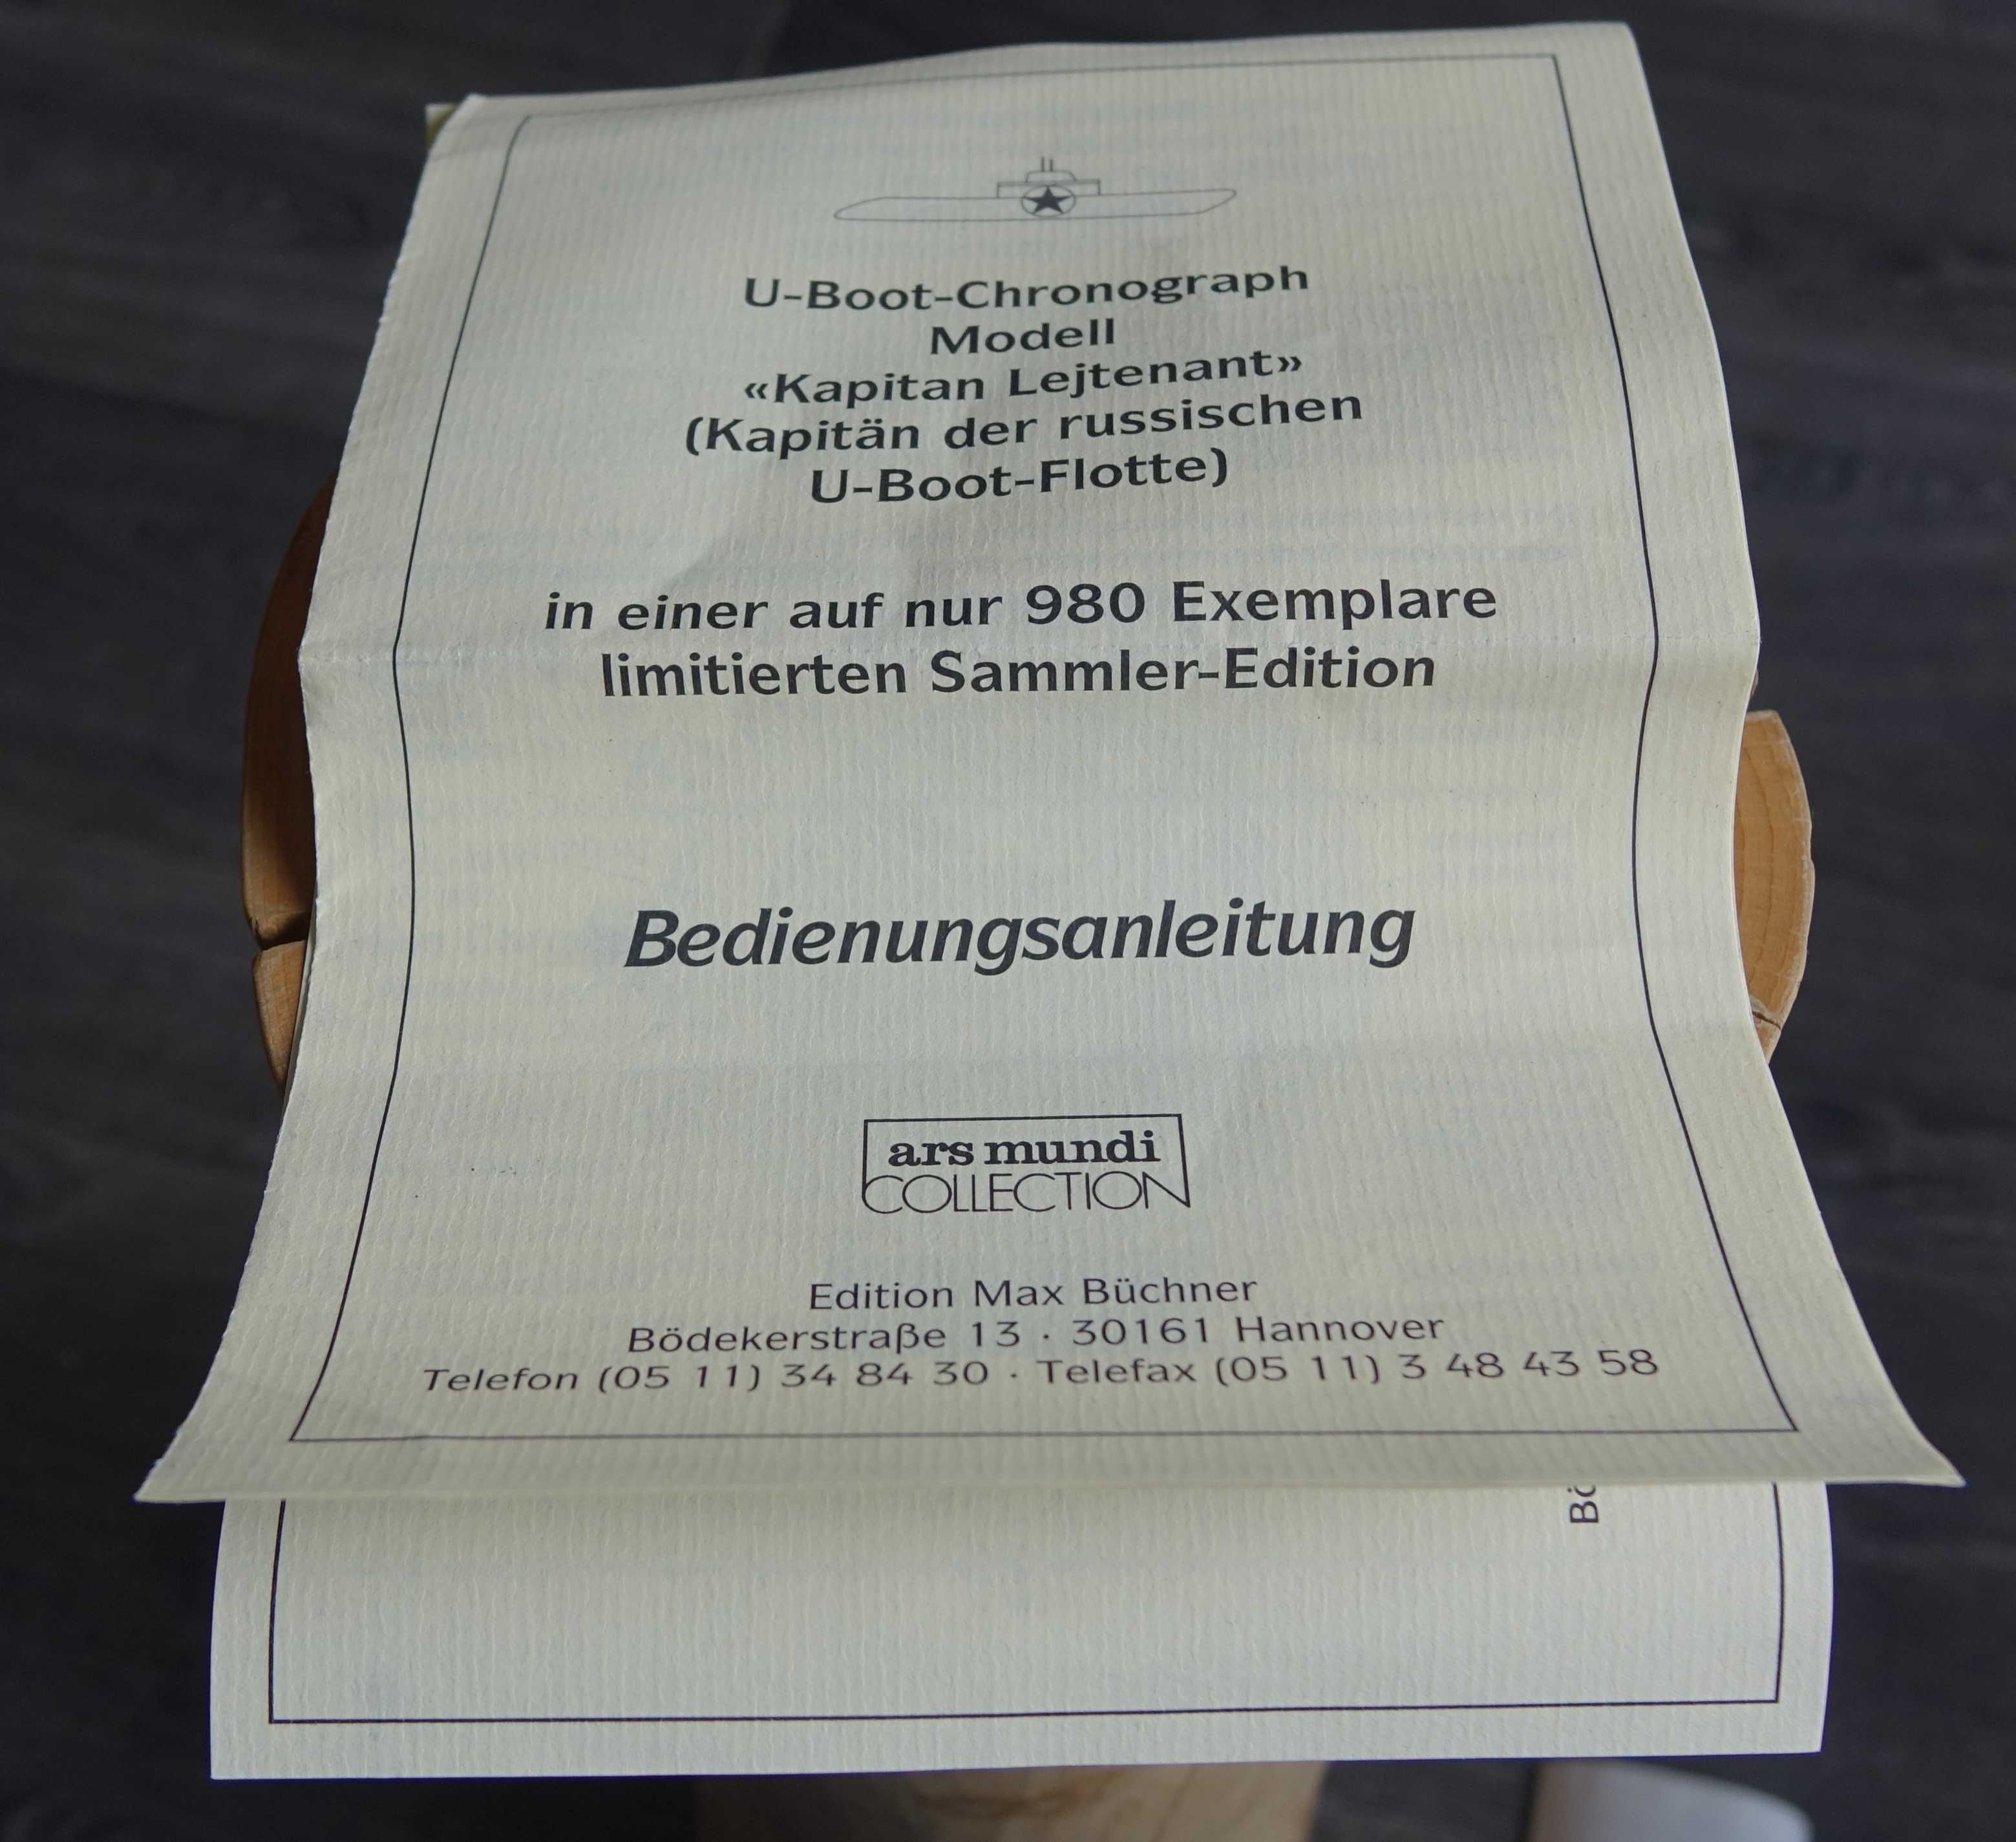 U-Boot-Chronograph
Modell
«Kapitan Lejtenant»
(Kapitän der russischen
U-Boot-Flotte)
in einer auf nur 980 Exemplare
limitierten Sammler-Edition
Bedienungsanleitung
ars mundi
COLLECTION
Edition Max Büchner
Bödekerstraße 13 · 30161 Hannover
Telefon (05 11) 34 84 30 · Telefax (05 11) 3 48 43 58